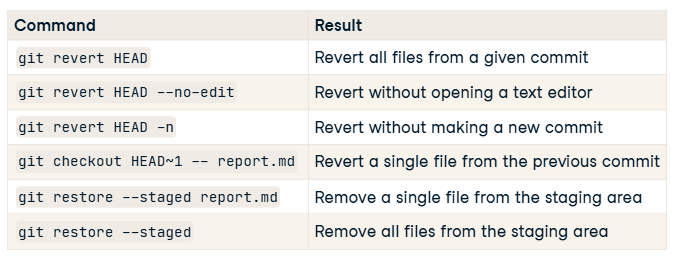 Command Result
git revert HEAD Revert all files from a given commit
git revert HEAD --no-edit Revert without opening a text editor
git revert HEAD -n Revert without making a new commit
git checkout HEAD~1 -- report.md Revert a single file from the previous commit
git restore --staged report.md Remove a single file from the staging area
git restore --staged Remove all files from the staging area